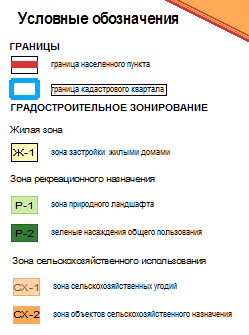 Условные обозначения
ГРАНИЦЫ
граница населенного пункта
граница кадастрового квартала
ГРАДОСТРОИТЕЛЬНОЕ ЗОНИРОВАНИЕ
Жилая зона
Ж-1 зона застройки жилыми домами
Зона рекреационного назначения
Р-1 зона природного ландшафта
Р-2 зеленые насаждения общего пользования
Зона сельскохозяйственного использования
СХ-1 зона сельскохозяйственных угодий
СХ-2 зона объектов сельскохозяйственного назначения